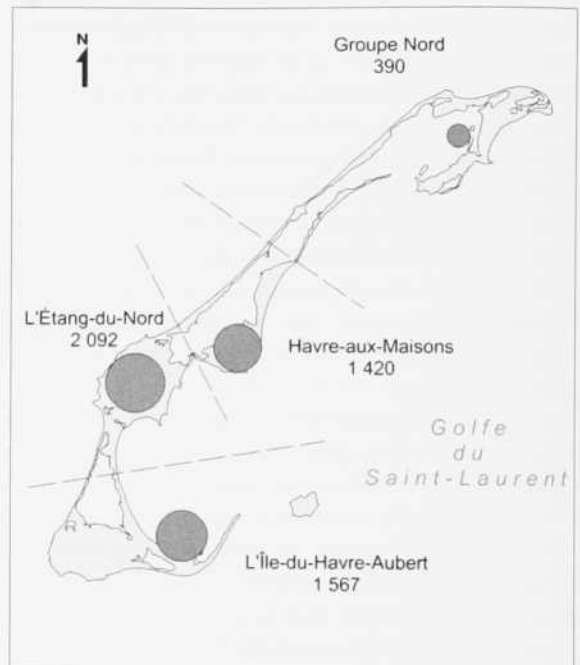 N
Groupe Nord
390
L'Étang-du-Nord
2 092
Havre-aux-Maisons
1 420
Golfe
du
Saint-Laurent
L'Île-du-Havre-Aubert
1 567